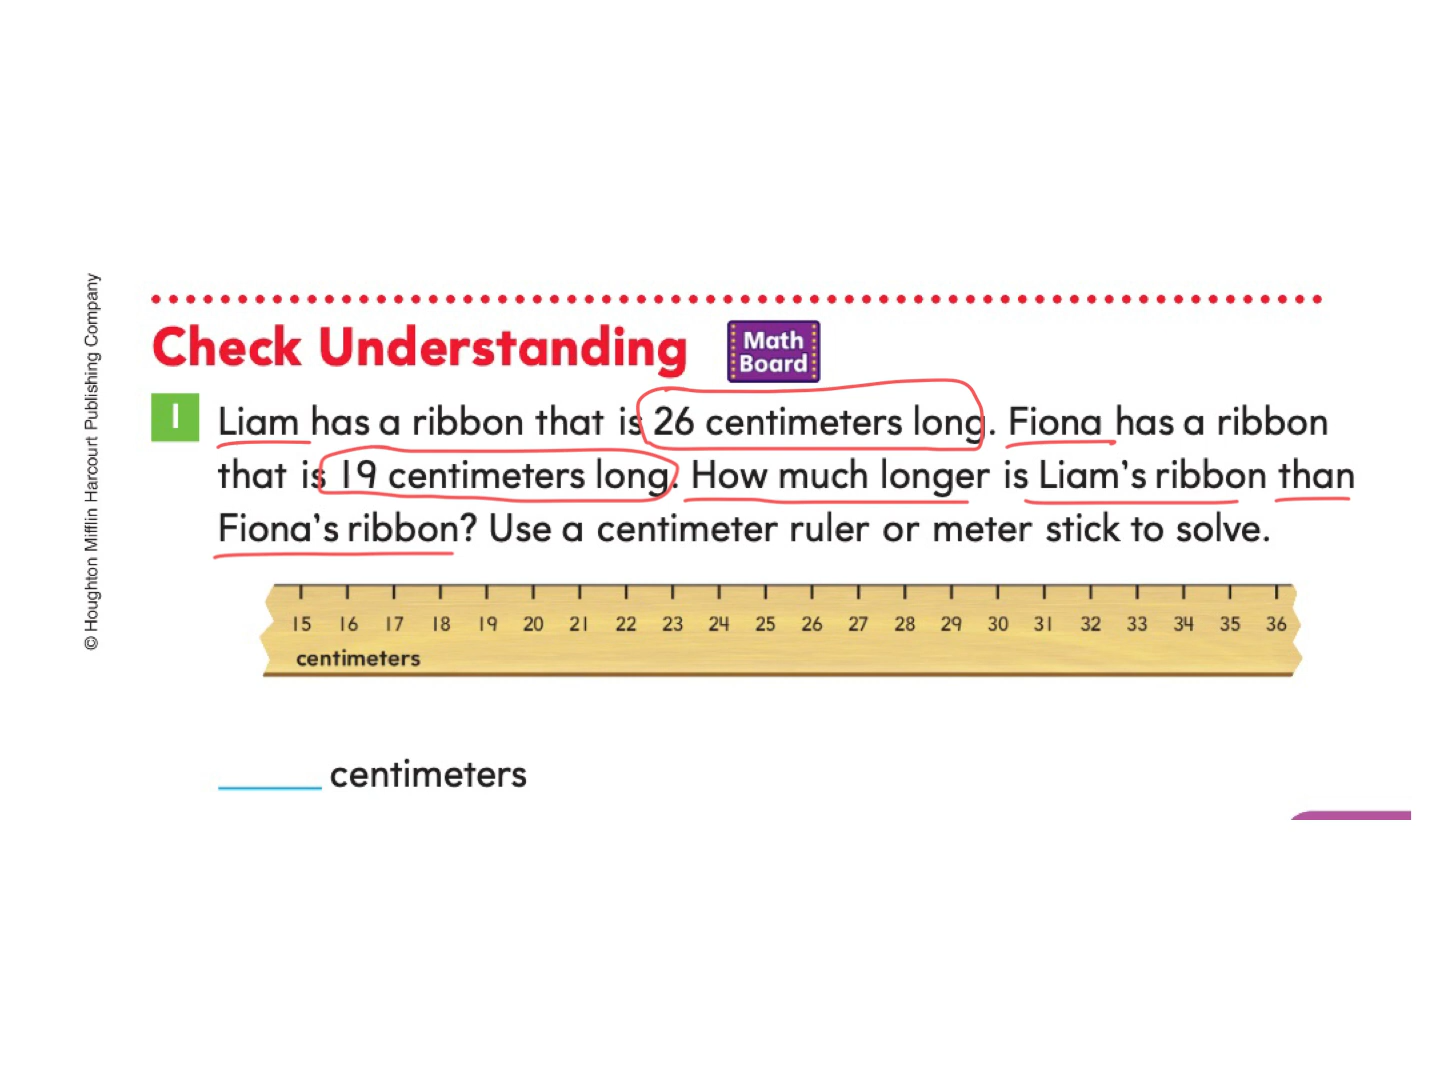 © Houghton Mifflin Harcourt Publishing Company
Check Understanding
Math
Board
1 Liam has a ribbon that is 26 centimeters long. Fiona has a ribbon
that is 19 centimeters long. How much longer is Liam's ribbon than
Fiona's ribbon? Use a centimeter ruler or meter stick to solve.
15 16 17 18 19 20 21 22 23 24 25 26 27 28 29 30 31 32 33 34 35 36
centimeters
_____ centimeters